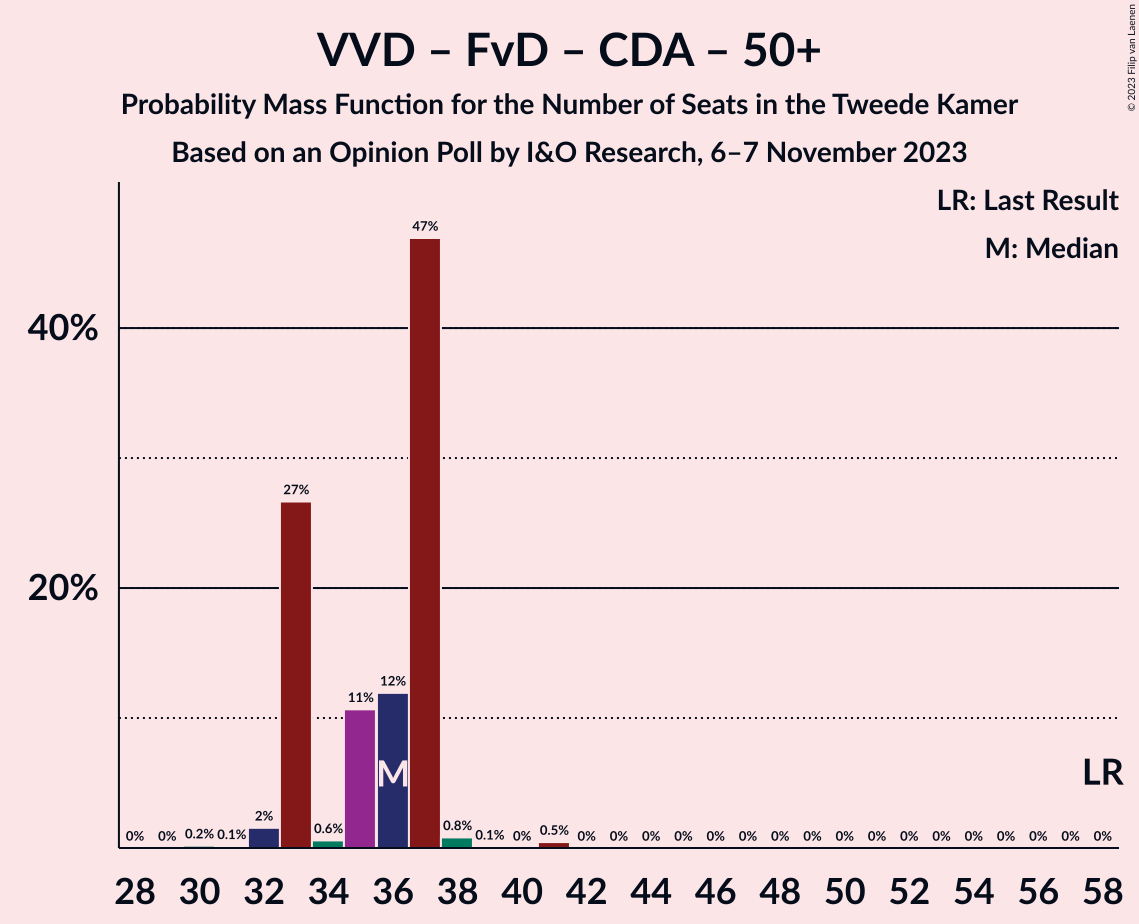 VVD – FvD – CDA – 50+
Probability Mass Function for the Number of Seats in the Tweede Kamer
Based on an Opinion Poll by I&O Research, 6–7 November 2023
© 2023 Filip van Laenen
LR: Last Result
M: Median
47%
40%
27%
20%
12%
11%
M
LR
0% 0% 0.2% 0.1% 2% 0.6% 0.8% 0.1% 0% 0.5% 0% 0% 0% 0% 0% 0% 0% 0% 0% 0% 0% 0% 0% 0% 0% 0% 0%
28 30 32 34 36 38 40 42 44 46 48 50 52 54 56 58